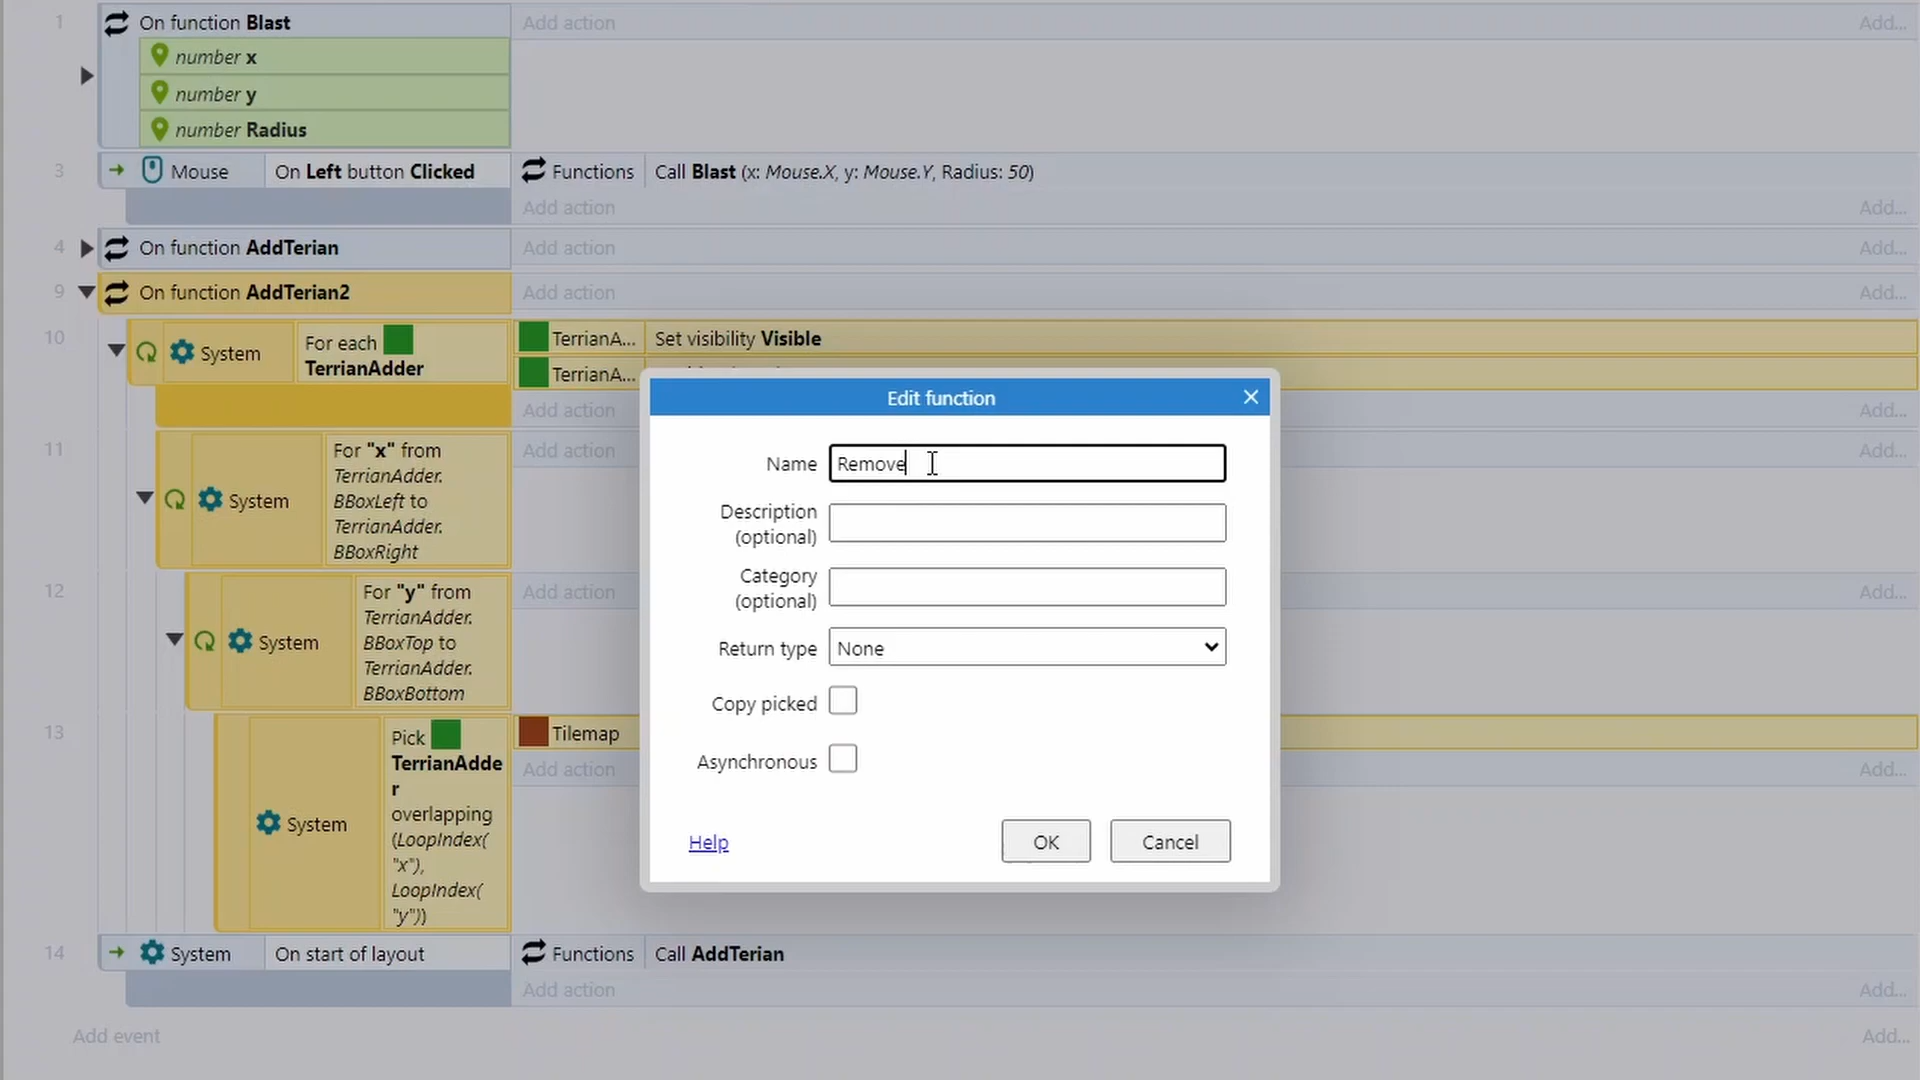 1
On function Blast
Add action
Add...
number x
number y
number Radius
3
Mouse
On Left button Clicked
Functions
Call Blast (x: Mouse.X, y: Mouse.Y, Radius: 50)
Add action
Add...
4
On function AddTerian
Add action
Add...
9
On function AddTerian2
Add action
Add...
10
System
For each
TerrianAdder
TerrianA...
Set visibility Visible
TerrianA...
Add action
Add...
11
System
For "x" from
TerrianAdder.
BBoxLeft to
TerrianAdder.
BBoxRight
Add action
Add...
12
System
For "y" from
TerrianAdder.
BBoxTop to
TerrianAdder.
BBoxBottom
Add action
Add...
13
System
Pick
TerrianAdde
r
overlapping
(LoopIndex(
"x"),
LoopIndex(
"y"))
Tilemap
Add action
Add...
14
System
On start of layout
Functions
Call AddTerian
Add action
Add...
Add event
Add...
Edit function
Name
Remove
Description
(optional)
Category
(optional)
Return type
None
Copy picked
Asynchronous
Help
OK
Cancel